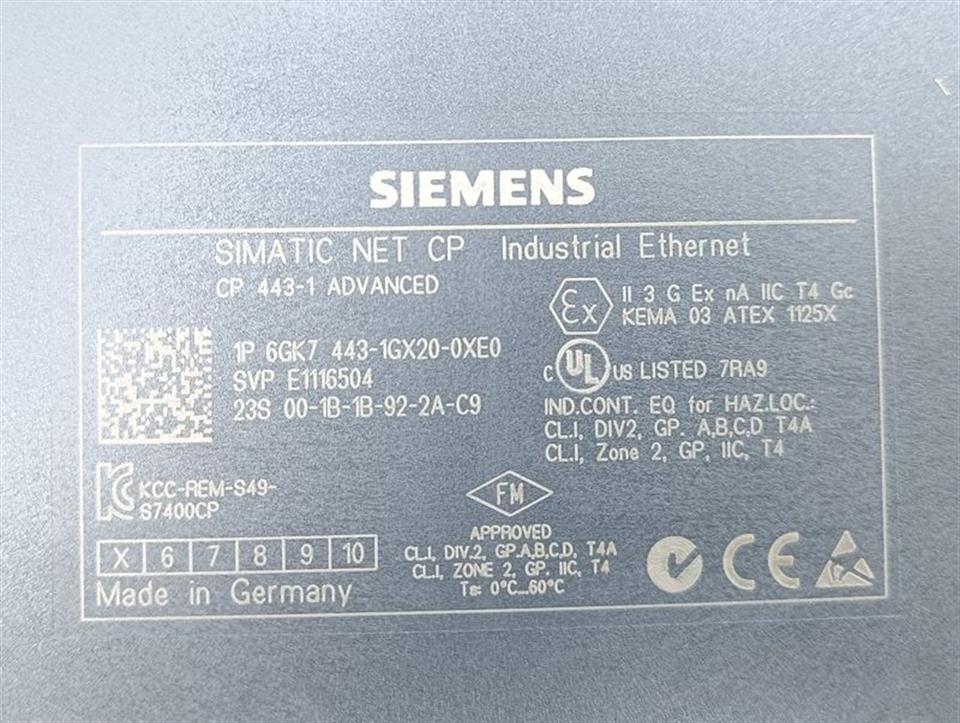 SIEMENS
SIMATIC NET CP Industrial Ethernet
CP 443-1 ADVANCED
Ex II 3 G Ex nA IIC T4 Gc
KEMA 03 ATEX 1125X
1P 6GK7 443-1GX20-0XE0
SVP E1116504
23S 00-1B-1B-92-2A-C9
C UL US LISTED 7RA9
IND.CONT. EQ for HAZ.LOC.:
CL.I, DIV2, GP. A,B,C,D T4A
CL.I, Zone 2, GP, IIC, T4
KCC-REM-S49-
S7400CP
FM
APPROVED
CL.I, DIV.2, GP.A,B,C,D, T4A
CL.I, ZONE 2, GP, IIC, T4
Ta: 0°C...60°C
X 6 7 8 9 10
Made in Germany
CE